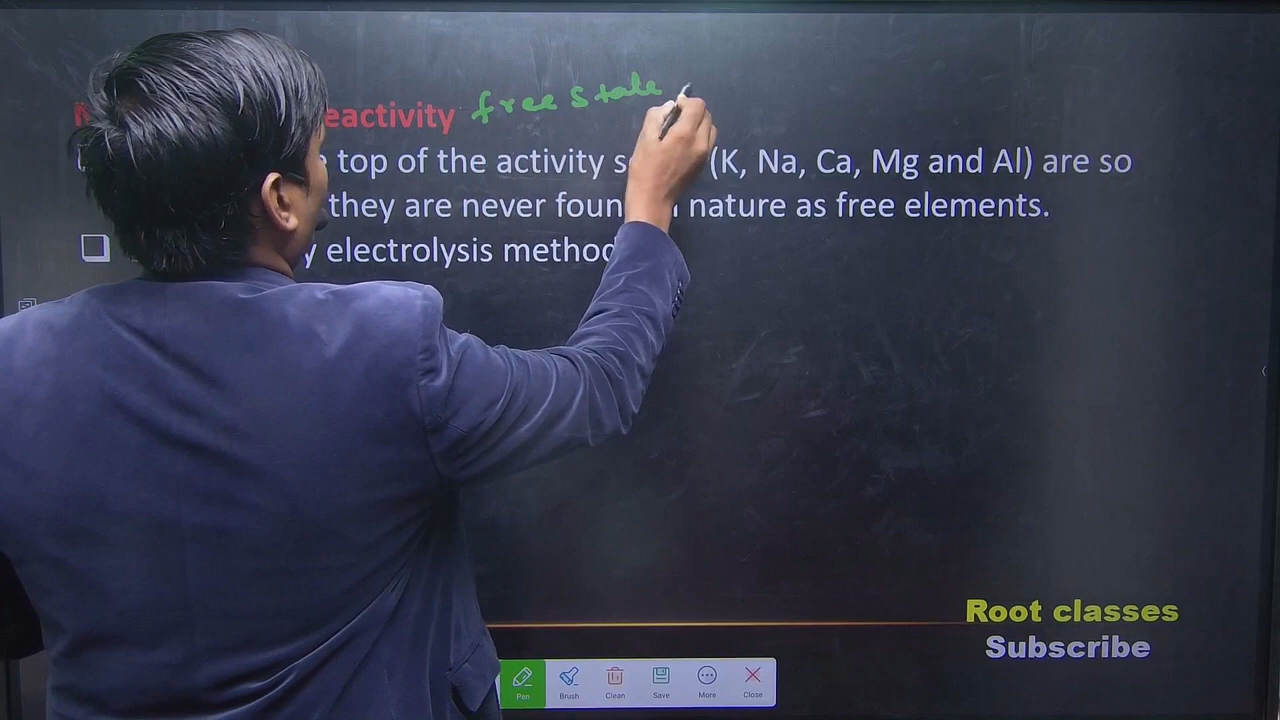 eactivity free state
top of the activity s (K, Na, Ca, Mg and Al) are so
they are never foun nature as free elements.
y electrolysis method
Root classes
Subscribe
Pen Brush Clean Save More Close